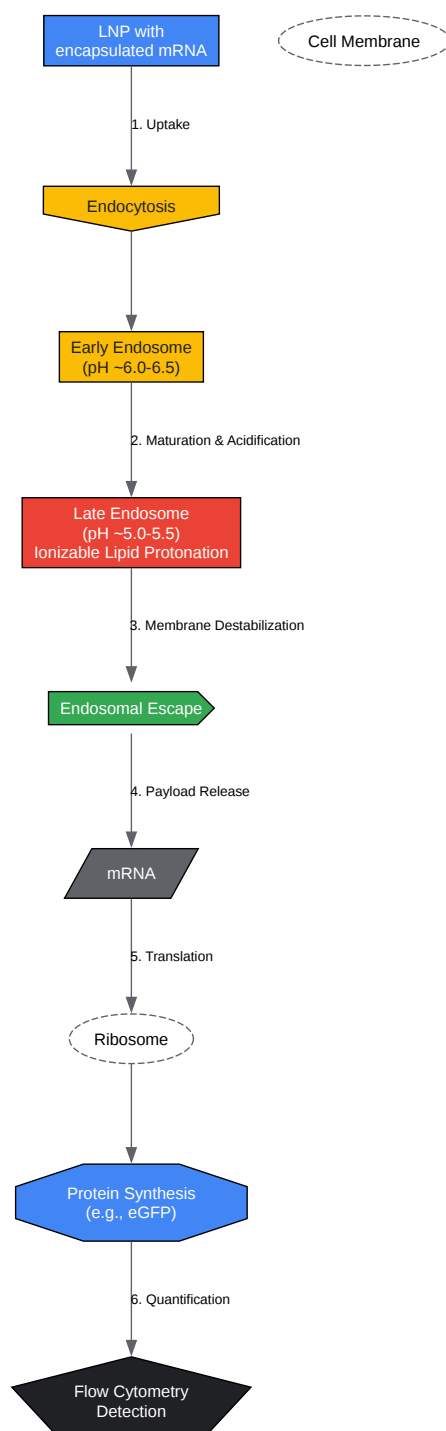 LNP with
encapsulated mRNA
Cell Membrane
1. Uptake
Endocytosis
Early Endosome
(pH ~6.0-6.5)
2. Maturation & Acidification
Late Endosome
(pH ~5.0-5.5)
Ionizable Lipid Protonation
3. Membrane Destabilization
Endosomal Escape
4. Payload Release
mRNA
5. Translation
Ribosome
Protein Synthesis
(e.g., eGFP)
6. Quantification
Flow Cytometry
Detection